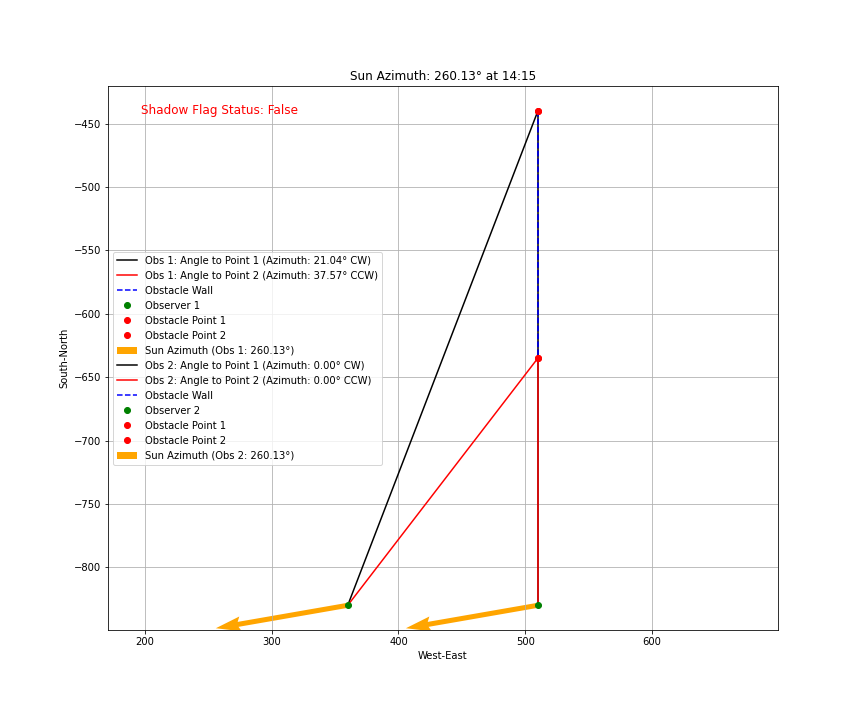 Sun Azimuth: 260.13° at 14:15
Shadow Flag Status: False
−450
−500
−550
−600
−650
−700
−750
−800
South-North
Obs 1: Angle to Point 1 (Azimuth: 21.04° CW)
Obs 1: Angle to Point 2 (Azimuth: 37.57° CCW)
Obstacle Wall
Observer 1
Obstacle Point 1
Obstacle Point 2
Sun Azimuth (Obs 1: 260.13°)
Obs 2: Angle to Point 1 (Azimuth: 0.00° CW)
Obs 2: Angle to Point 2 (Azimuth: 0.00° CCW)
Obstacle Wall
Observer 2
Obstacle Point 1
Obstacle Point 2
Sun Azimuth (Obs 2: 260.13°)
200 300 400 500 600
West-East